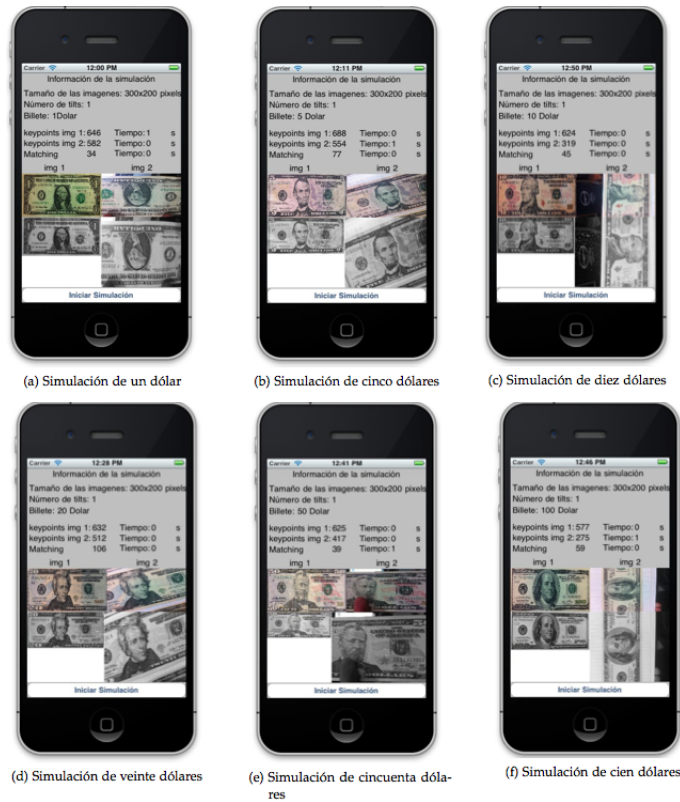 Carrier 12:00 PM
Información de la simulación
Tamaño de las imagenes: 300x200 pixels
Número de tilts: 1
Billete: 1Dolar
keypoints img 1:646 Tiempo:1 s
keypoints img 2:582 Tiempo:0 s
Matching 34 Tiempo:0 s
img 1 img 2
Iniciar Simulación
(a) Simulación de un dólar
Carrier 12:11 PM
Información de la simulación
Tamaño de las imagenes: 300x200 pixels
Número de tilts: 1
Billete: 5 Dolar
keypoints img 1:688 Tiempo:0 s
keypoints img 2:554 Tiempo:1 s
Matching 77 Tiempo:0 s
img 1 img 2
Iniciar Simulación
(b) Simulación de cinco dólares
Carrier 12:50 PM
Información de la simulación
Tamaño de las imagenes: 300x200 pixels
Número de tilts: 1
Billete: 10 Dolar
keypoints img 1:624 Tiempo:0 s
keypoints img 2:319 Tiempo:0 s
Matching 45 Tiempo:0 s
img 1 img 2
Iniciar Simulación
(c) Simulación de diez dólares
Carrier 12:28 PM
Información de la simulación
Tamaño de las imagenes: 300x200 pixels
Número de tilts: 1
Billete: 20 Dolar
keypoints img 1:632 Tiempo:0 s
keypoints img 2:512 Tiempo:0 s
Matching 106 Tiempo:0 s
img 1 img 2
Iniciar Simulación
(d) Simulación de veinte dólares
Carrier 12:41 PM
Información de la simulación
Tamaño de las imagenes: 300x200 pixels
Número de tilts: 1
Billete: 50 Dolar
keypoints img 1:625 Tiempo:0 s
keypoints img 2:417 Tiempo:0 s
Matching 39 Tiempo:1 s
img 1 img 2
Iniciar Simulación
(e) Simulación de cincuenta dóla-
res
Carrier 12:46 PM
Información de la simulación
Tamaño de las imagenes: 300x200 pixels
Número de tilts: 1
Billete: 100 Dolar
keypoints img 1:577 Tiempo:0 s
keypoints img 2:275 Tiempo:1 s
Matching 59 Tiempo:0 s
img 1 img 2
Iniciar Simulación
(f) Simulación de cien dólares